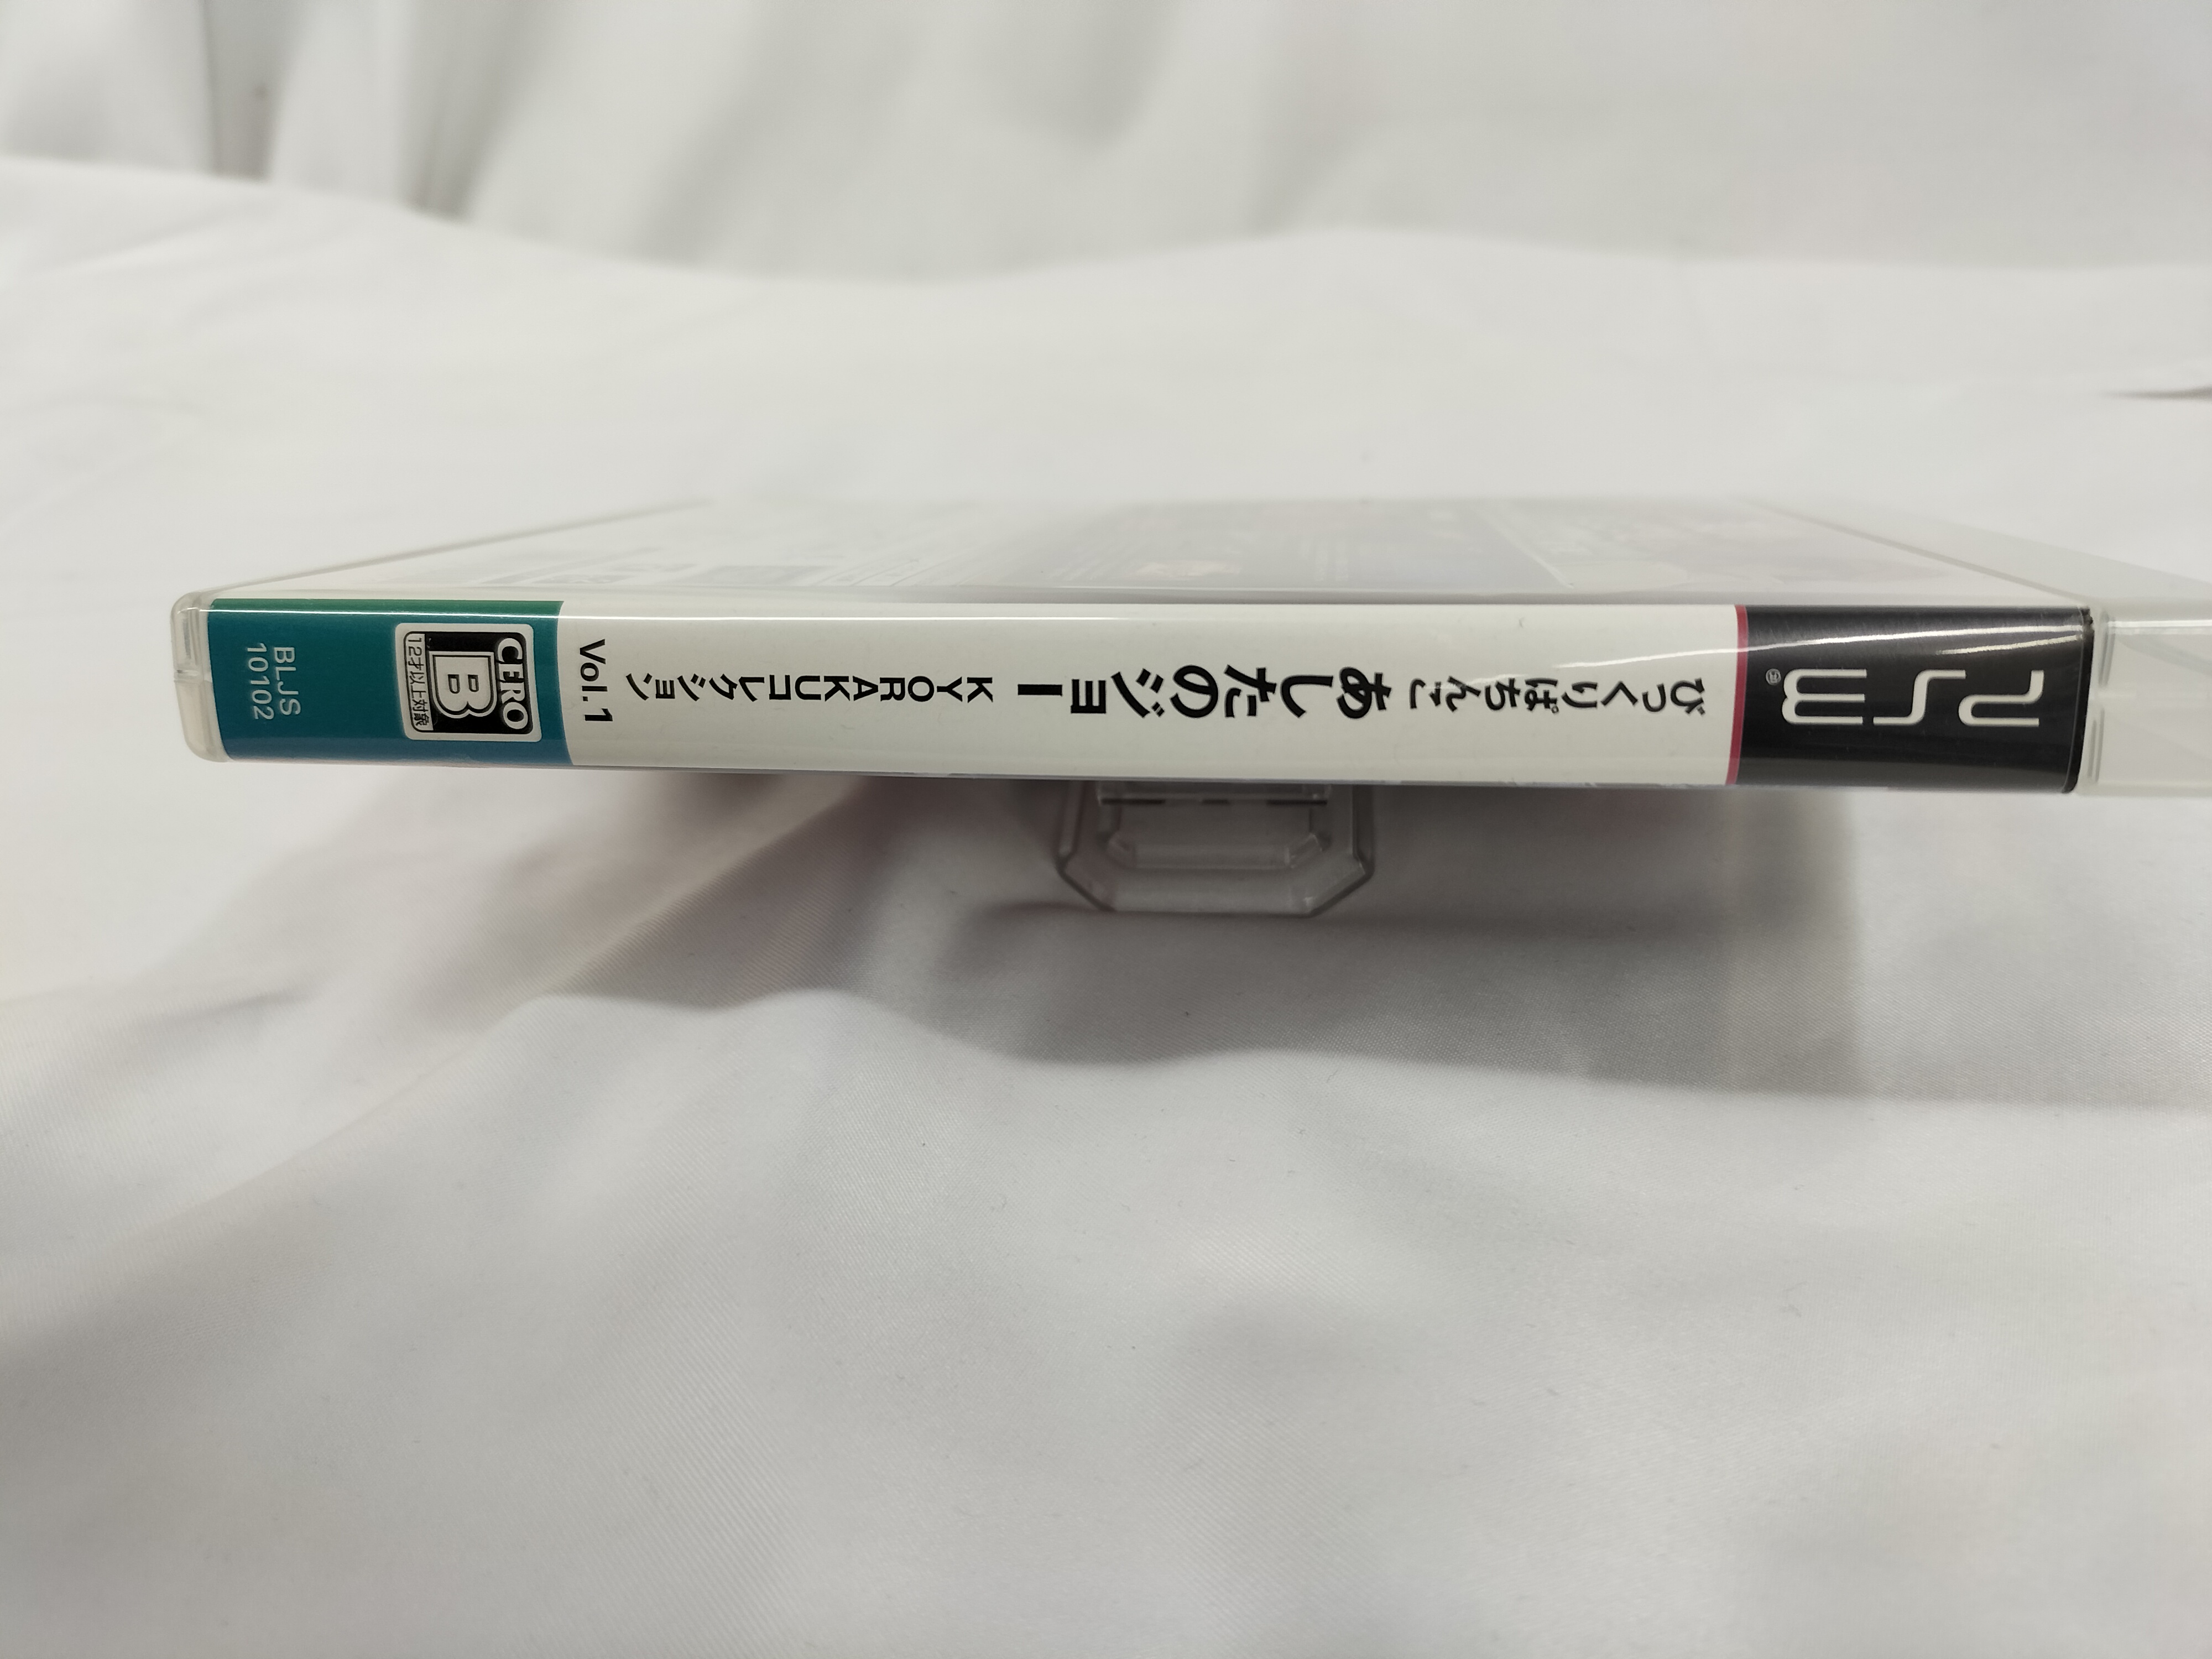 PS3
びっくりぱちんこ
あしたのジョー
KYORAKUコレクション
Vol.1
CERO
B
12才以上対象
BLJS
10102